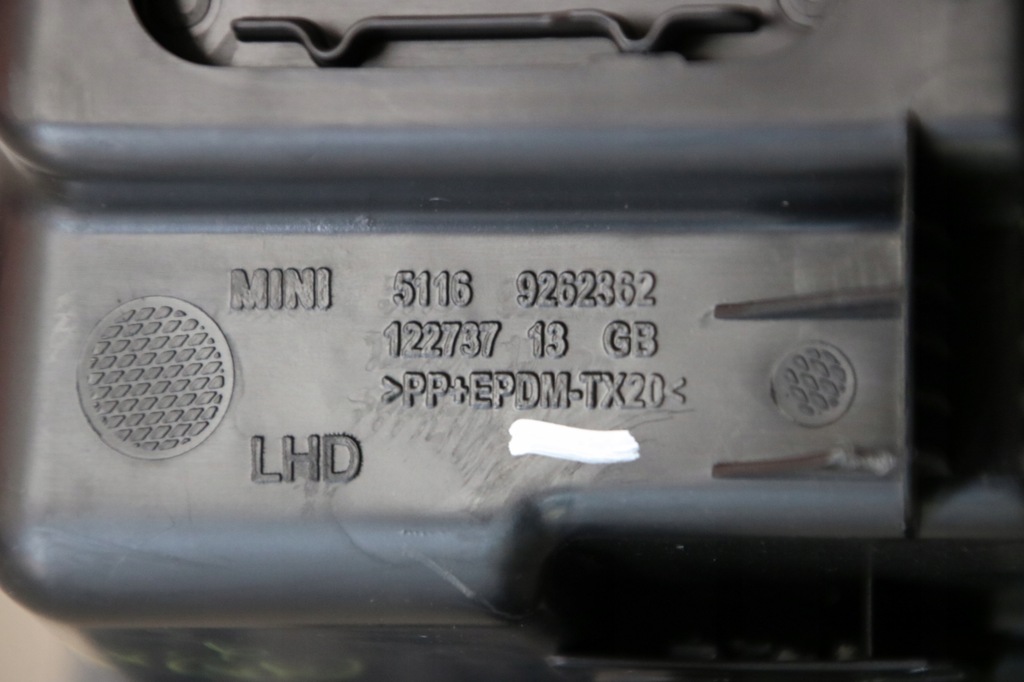 MINI 5116 9262362
122737 13 GB
>PP+EPDM-TX20<
LHD